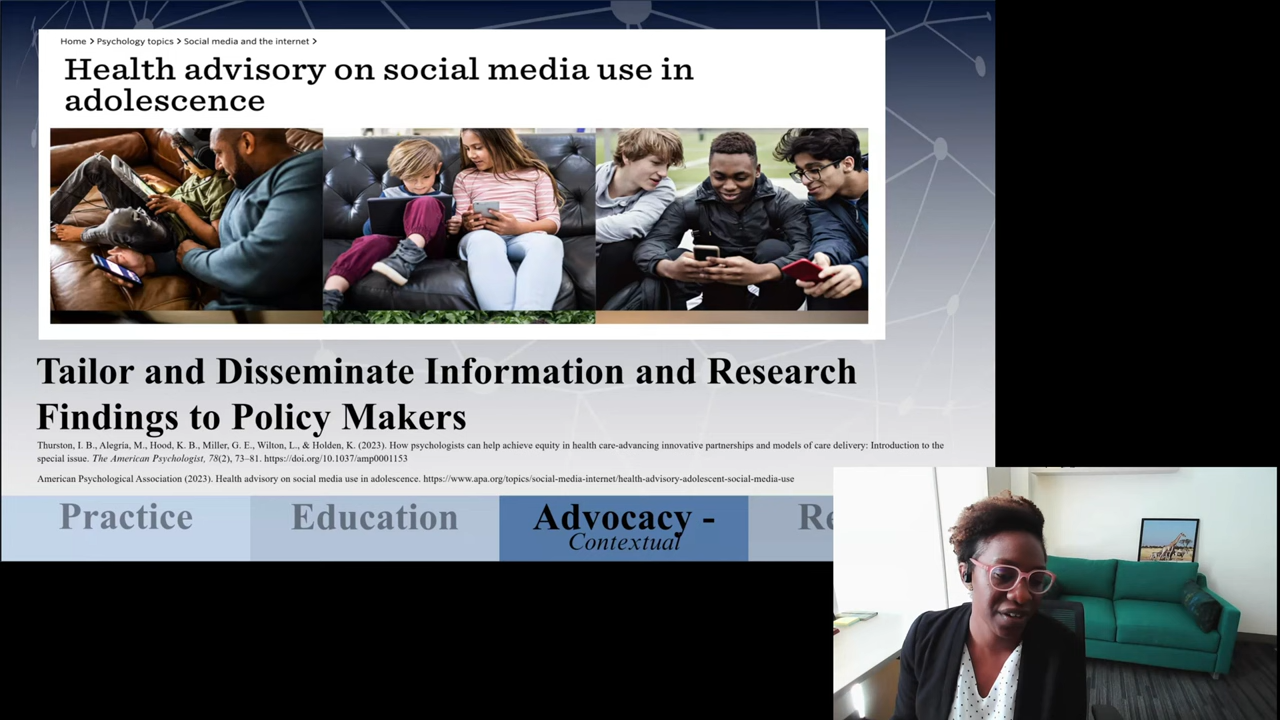 Home > Psychology topics > Social media and the internet >
Health advisory on social media use in
adolescence
Tailor and Disseminate Information and Research
Findings to Policy Makers
Thurston, I. B., Alegría, M., Hood, K. B., Miller, G. E., Wilton, L., & Holden, K. (2023). How psychologists can help achieve equity in health care-advancing innovative partnerships and models of care delivery: Introduction to the
special issue. The American Psychologist, 78(2), 73–81. https://doi.org/10.1037/amp0001153
American Psychological Association (2023). Health advisory on social media use in adolescence. https://www.apa.org/topics/social-media-internet/health-advisory-adolescent-social-media-use
Practice Education Advocacy -
Contextual